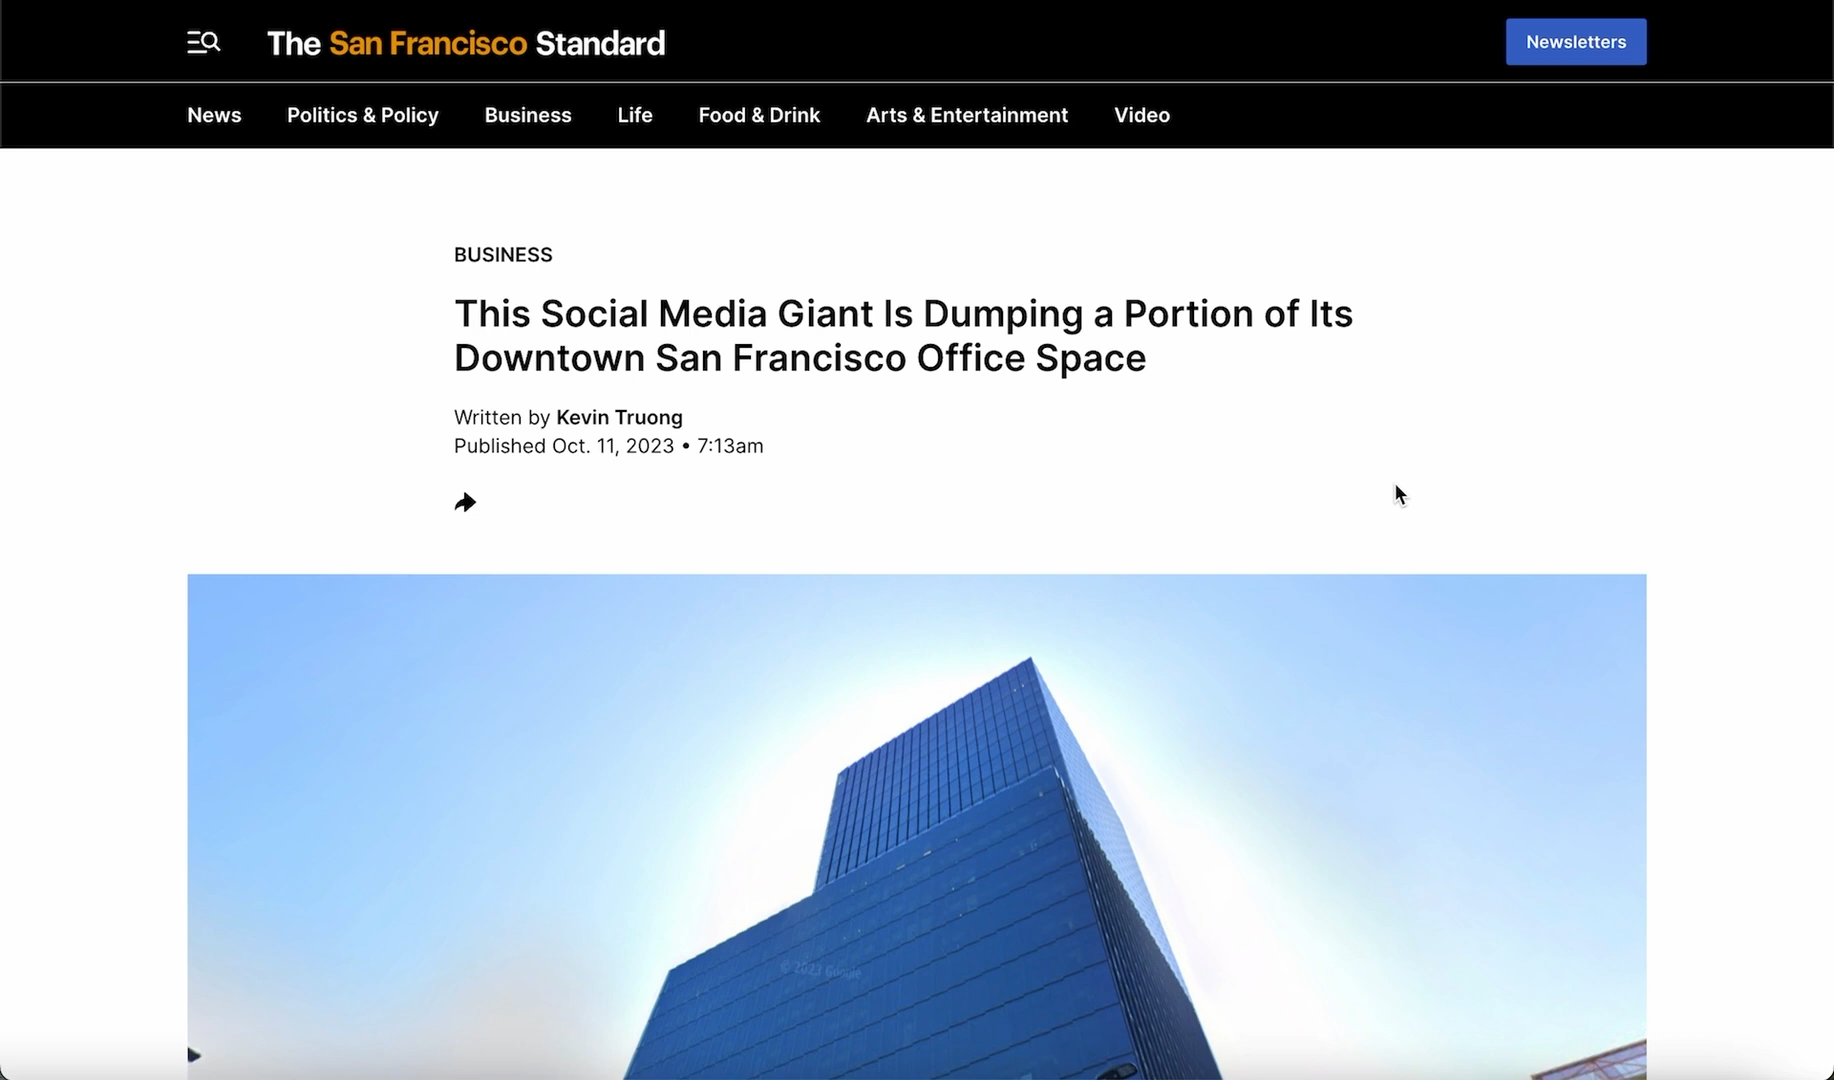 The San Francisco Standard
Newsletters
News Politics & Policy Business Life Food & Drink Arts & Entertainment Video
BUSINESS
This Social Media Giant Is Dumping a Portion of Its
Downtown San Francisco Office Space
Written by Kevin Truong
Published Oct. 11, 2023 • 7:13am
© 2023 Google